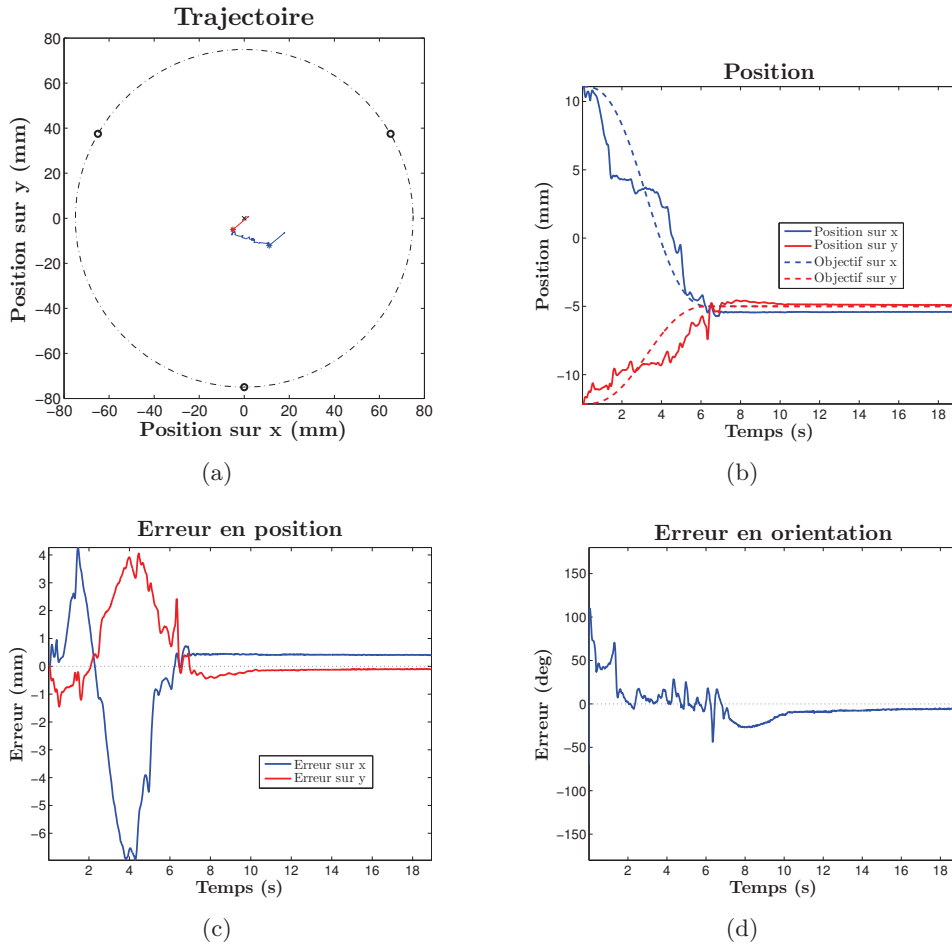 Trajectoire
80
60
40
20
0
−20
−40
−60
−80
−80 −60 −40 −20 0 20 40 60 80
Position sur y (mm)
Position sur x (mm)
(a)
Position
10
5
0
−5
−10
2 4 6 8 10 12 14 16 18
Position (mm)
Temps (s)
Position sur x
Position sur y
Objectif sur x
Objectif sur y
(b)
Erreur en position
4
3
2
1
0
−1
−2
−3
−4
−5
−6
2 4 6 8 10 12 14 16 18
Erreur (mm)
Temps (s)
Erreur sur x
Erreur sur y
(c)
Erreur en orientation
150
100
50
0
−50
−100
−150
2 4 6 8 10 12 14 16 18
Erreur (deg)
Temps (s)
(d)